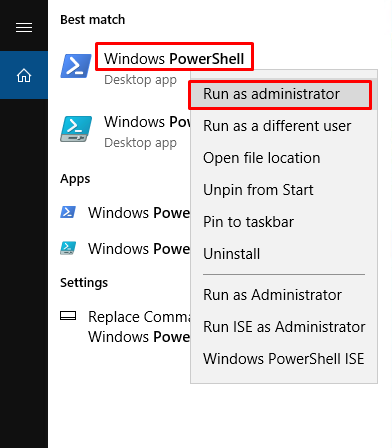 Best match
Windows PowerShell
Desktop app
Run as administrator
Windows Pow
Desktop app
Run as a different user
Open file location
Apps
Unpin from Start
Windows Powe
Pin to taskbar
Windows Powe
Uninstall
Settings
Replace Comma
Windows Powe
Run as Administrator
Run ISE as Administrator
Windows PowerShell ISE